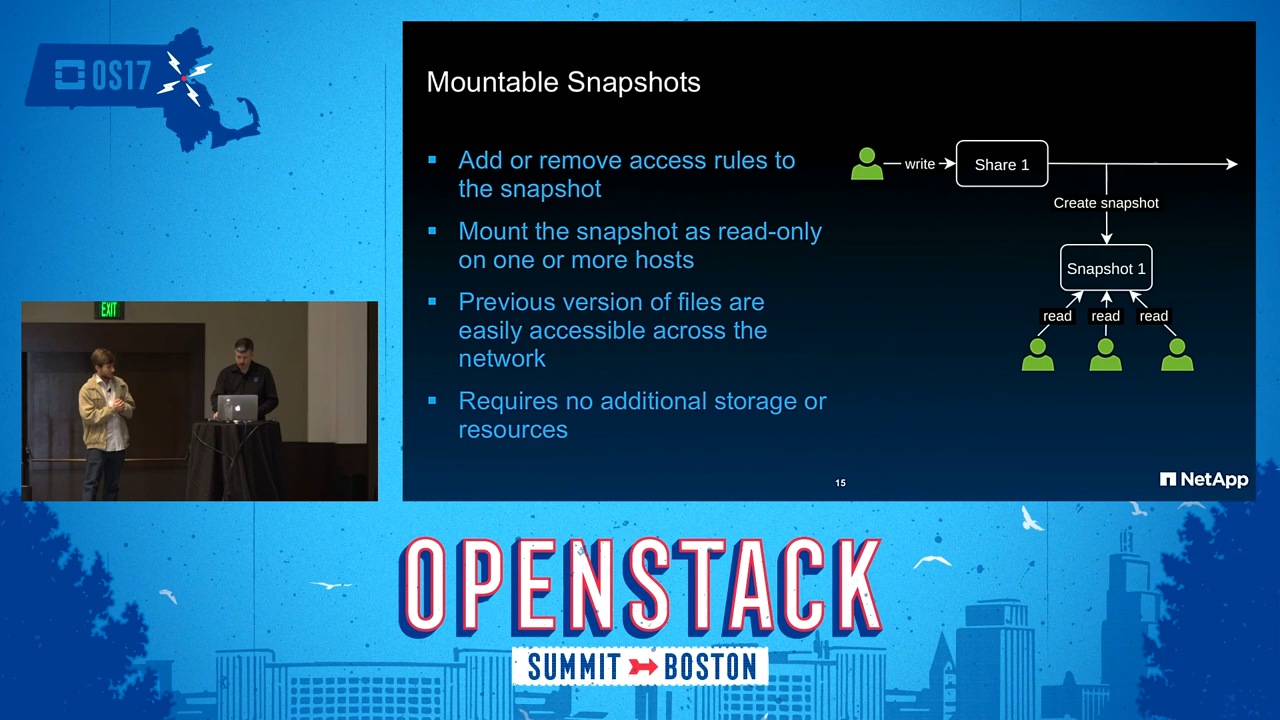 OS17
Mountable Snapshots
▪ Add or remove access rules to
the snapshot
▪ Mount the snapshot as read-only
on one or more hosts
▪ Previous version of files are
easily accessible across the
network
▪ Requires no additional storage or
resources
write
Share 1
Create snapshot
Snapshot 1
read read read
15
NetApp
EXIT
OPENSTACK
SUMMIT BOSTON